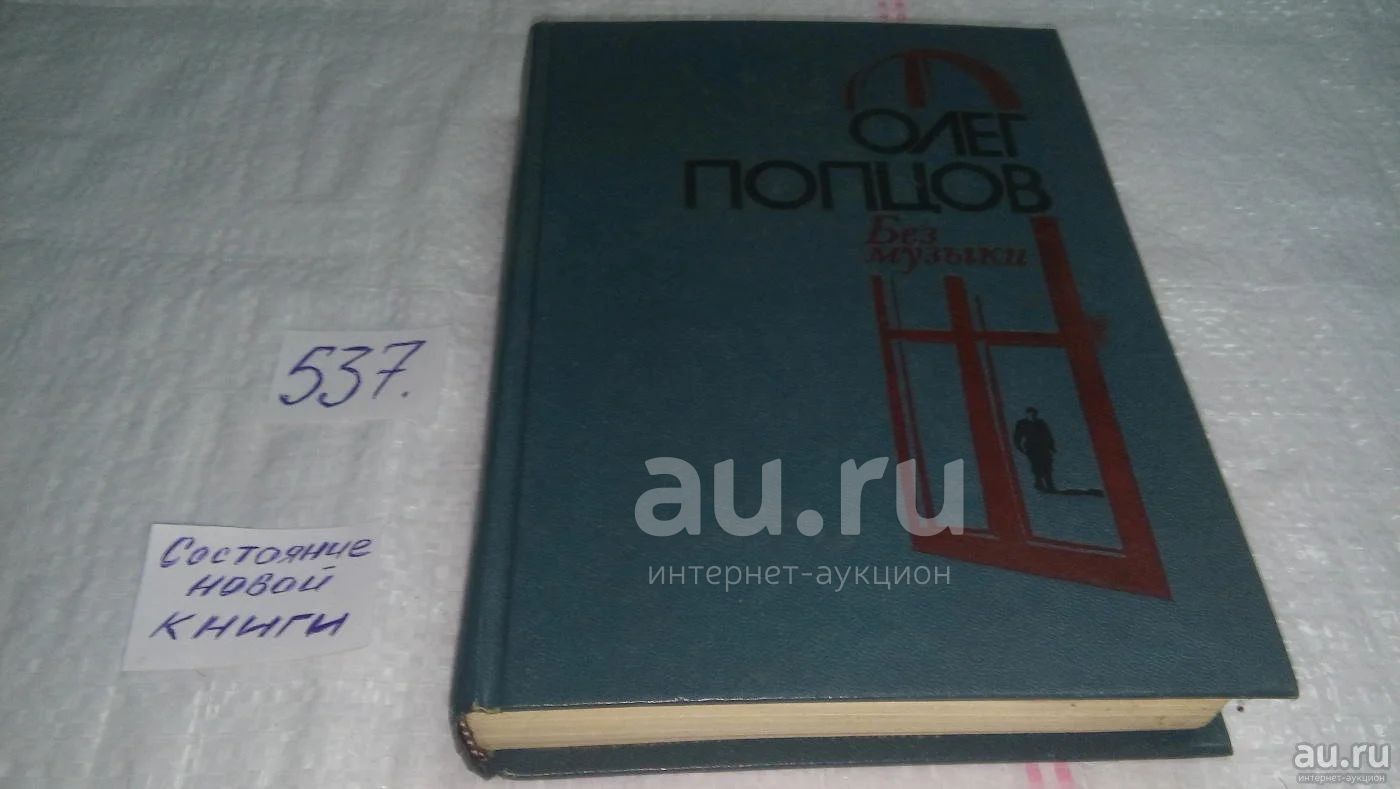 ОЛЕГ
ПОПЦОВ
Без
музыки
537.
Состояние
новой
книги
au.ru
интернет-аукцион
au.ru
интернет-аукцион